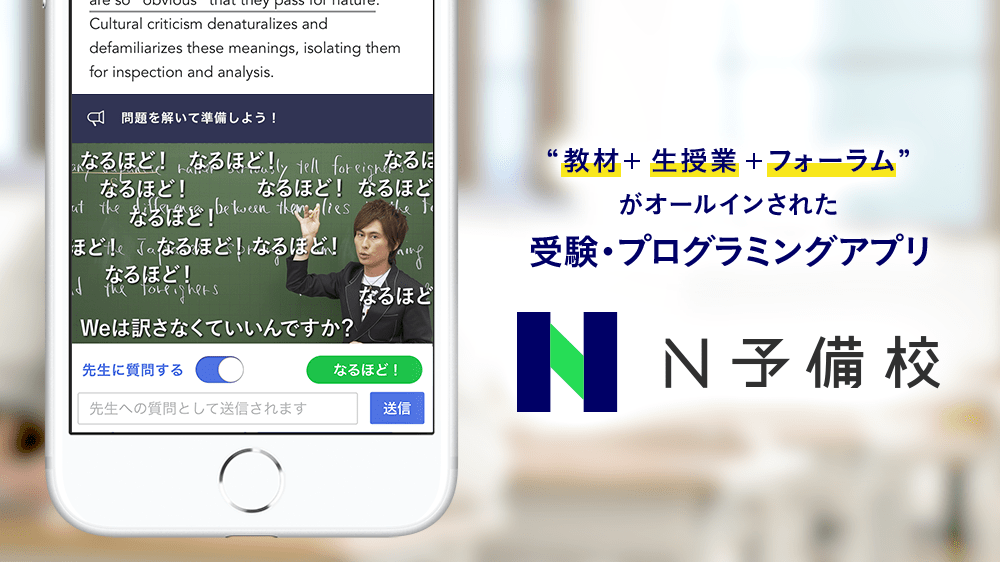 are so "obvious" that they pass for nature.
Cultural criticism denaturalizes and
defamiliarizes these meanings, isolating them
for inspection and analysis.
問題を解いて準備しよう！
なるほど！ なるほど！ なるほ
なるほど！ なるほど！ なるほど！
なるほど！
ほど！ なるほど！ なるほど！
なるほど！
なるほど
the foreigners
Weは訳さなくていいんですか？
先生に質問する なるほど！
先生への質問として送信されます 送信
“教材＋生授業＋フォーラム”
がオールインされた
受験・プログラミングアプリ
N予備校